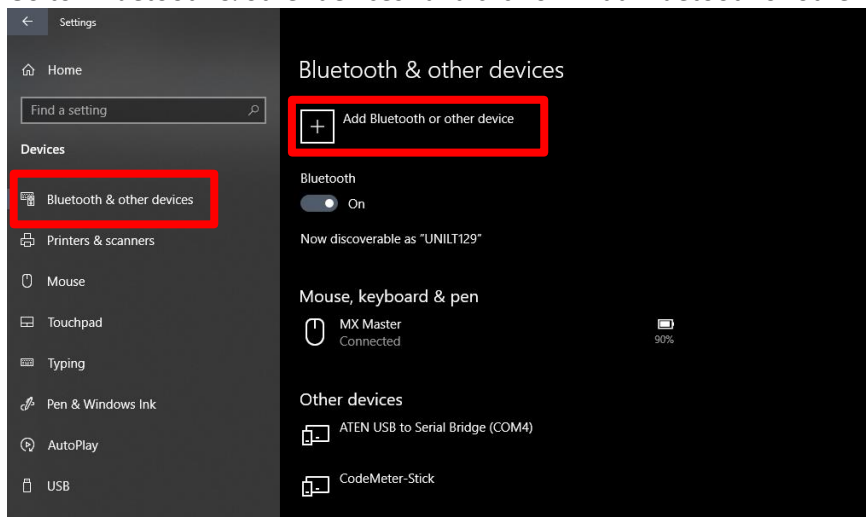 Settings
Home
Find a setting
Devices
Bluetooth & other devices
Printers & scanners
Mouse
Touchpad
Typing
Pen & Windows Ink
AutoPlay
USB
Bluetooth & other devices
Add Bluetooth or other device
Bluetooth
On
Now discoverable as "UNILT129"
Mouse, keyboard & pen
MX Master
Connected
90%
Other devices
ATEN USB to Serial Bridge (COM4)
CodeMeter-Stick